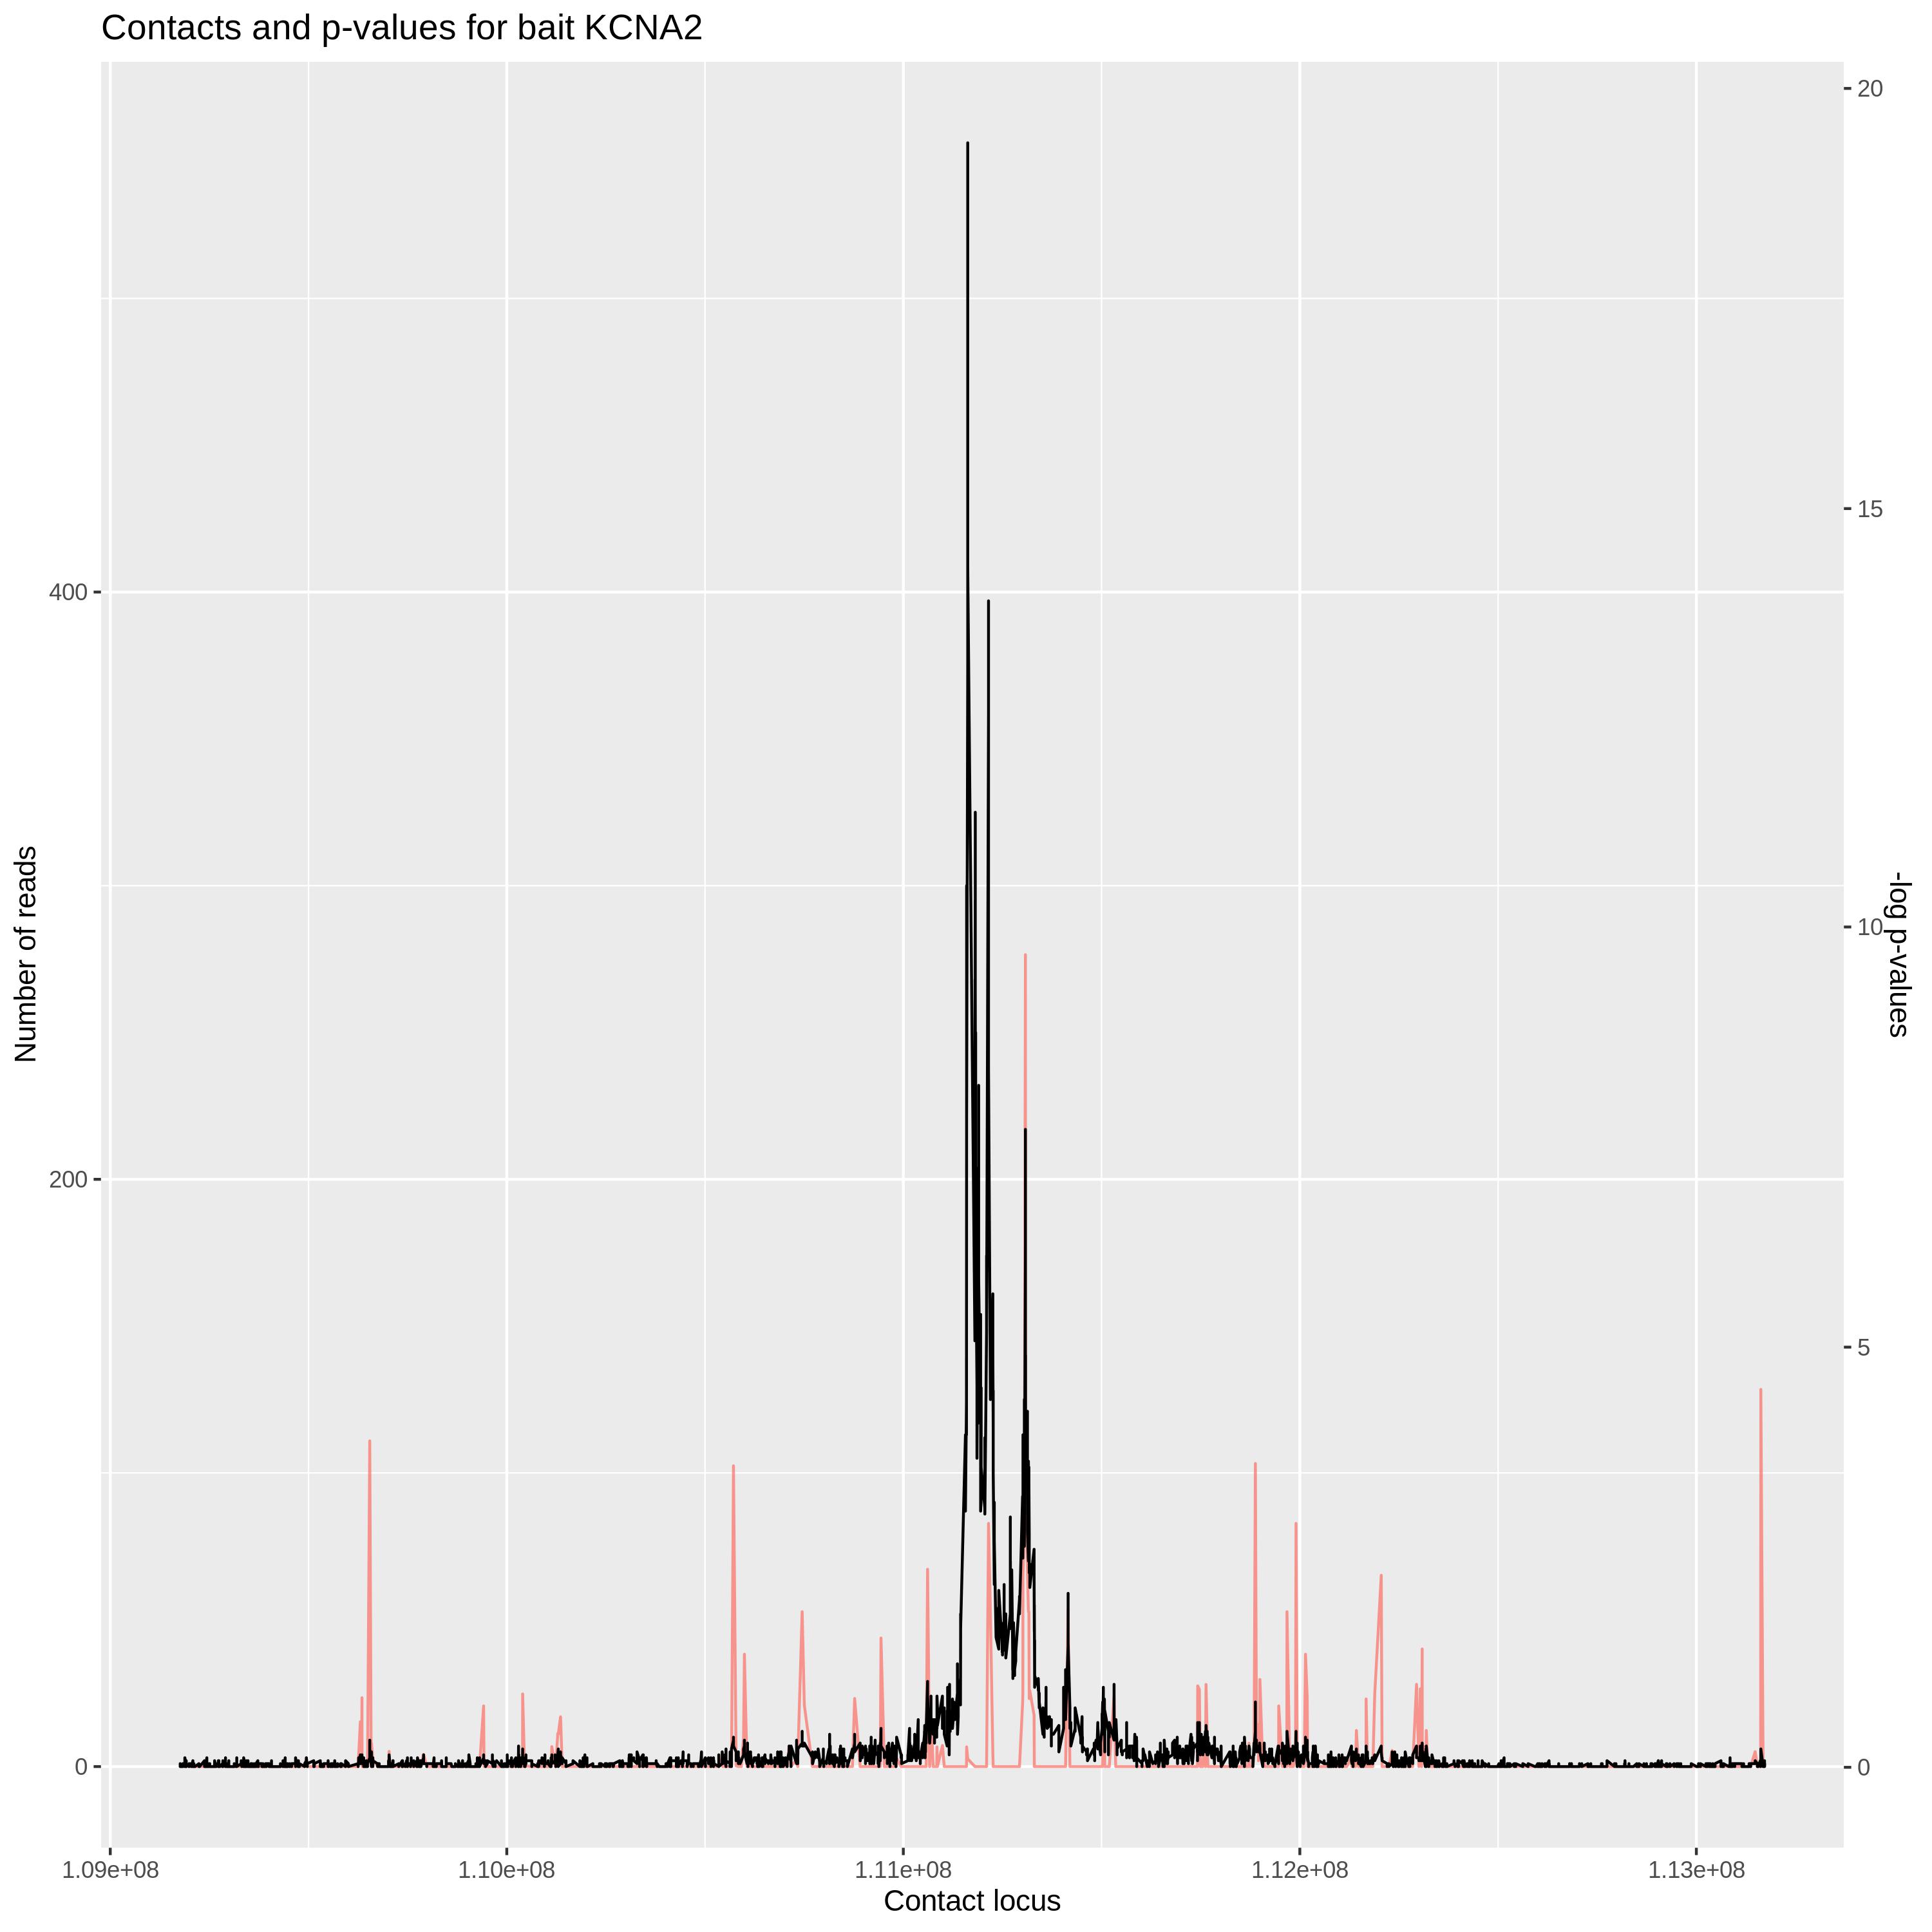 Contacts and p-values for bait KCNA2
Number of reads
400
200
0
20
15
10
5
0
-log p-values
1.09e+08 1.10e+08 1.11e+08 1.12e+08 1.13e+08
Contact locus